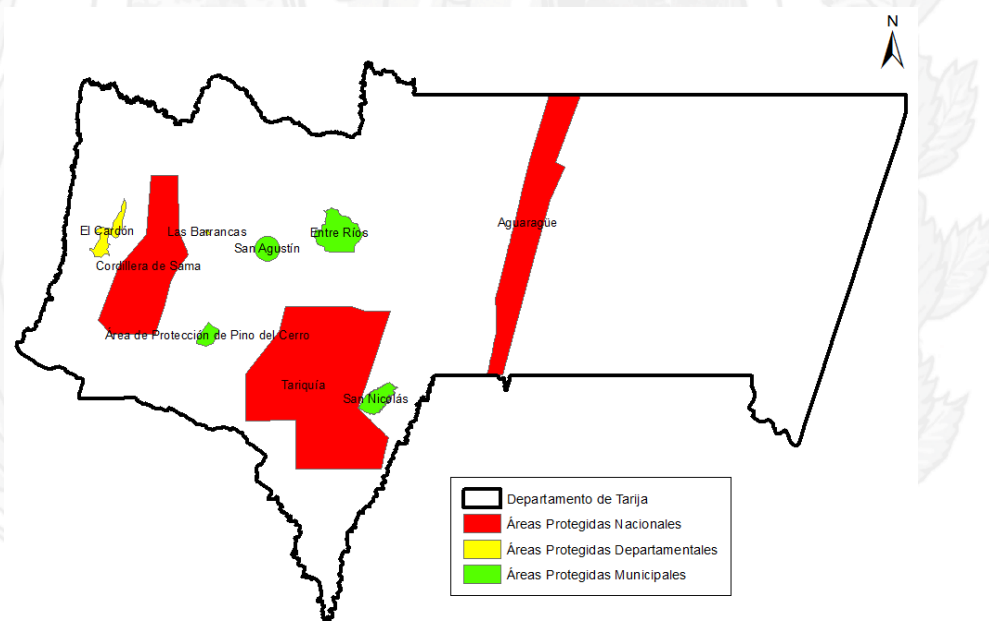 N
El Cardón
Las Barrancas
Entre Ríos
San Agustín
Aguaragüe
Cordillera de Sama
Área de Protección de Pino del Cerro
Tariquía
San Nicolás
Departamento de Tarija
Áreas Protegidas Nacionales
Áreas Protegidas Departamentales
Áreas Protegidas Municipales